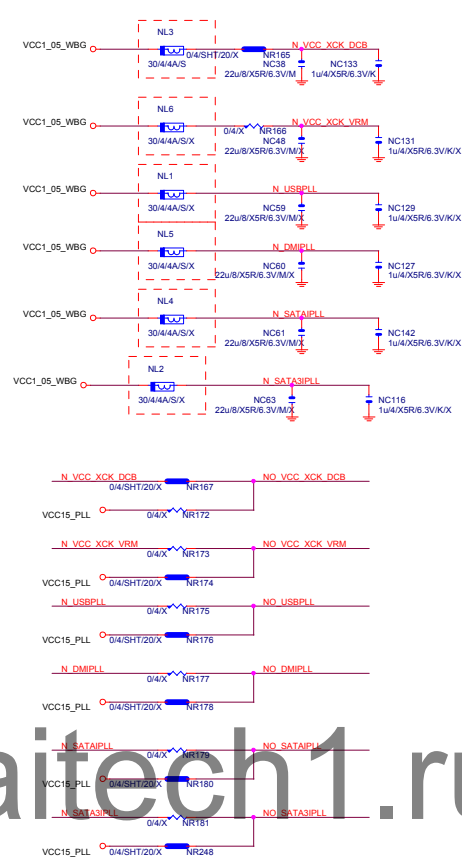 NL3
VCC1_05_WBG
N_VCC_XCK_DCB
30/4/4A/S
0/4/SHT/20/X
NR165
NC38
22u/8/X5R/6.3V/M
NC133
1u/4/X5R/6.3V/K
NL6
VCC1_05_WBG
N_VCC_XCK_VRM
30/4/4A/S/X
0/4/X
NR166
NC48
22u/8/X5R/6.3V/M/X
NC131
1u/4/X5R/6.3V/K/X
NL1
VCC1_05_WBG
N_USBPLL
30/4/4A/S/X
NC59
22u/8/X5R/6.3V/M/X
NC129
1u/4/X5R/6.3V/K/X
NL5
VCC1_05_WBG
N_DMIPLL
30/4/4A/S/X
NC60
22u/8/X5R/6.3V/M/X
NC127
1u/4/X5R/6.3V/K/X
NL4
VCC1_05_WBG
N_SATAIPLL
30/4/4A/S/X
NC61
22u/8/X5R/6.3V/M/X
NC142
1u/4/X5R/6.3V/K/X
NL2
VCC1_05_WBG
N_SATA3IPLL
30/4/4A/S/X
NC63
22u/8/X5R/6.3V/M/X
NC116
1u/4/X5R/6.3V/K/X
N_VCC_XCK_DCB
NO_VCC_XCK_DCB
0/4/SHT/20/X
NR167
VCC15_PLL
0/4/X
NR172
N_VCC_XCK_VRM
NO_VCC_XCK_VRM
0/4/X
NR173
VCC15_PLL
0/4/SHT/20/X
NR174
N_USBPLL
NO_USBPLL
0/4/X
NR175
VCC15_PLL
0/4/SHT/20/X
NR176
N_DMIPLL
NO_DMIPLL
0/4/X
NR177
VCC15_PLL
0/4/SHT/20/X
NR178
N_SATAIPLL
NO_SATAIPLL
0/4/X
NR179
VCC15_PLL
0/4/SHT/20/X
NR180
aitech1.ru
N_SATA3IPLL
NO_SATA3IPLL
0/4/X
NR181
VCC15_PLL
0/4/SHT/20/X
NR248